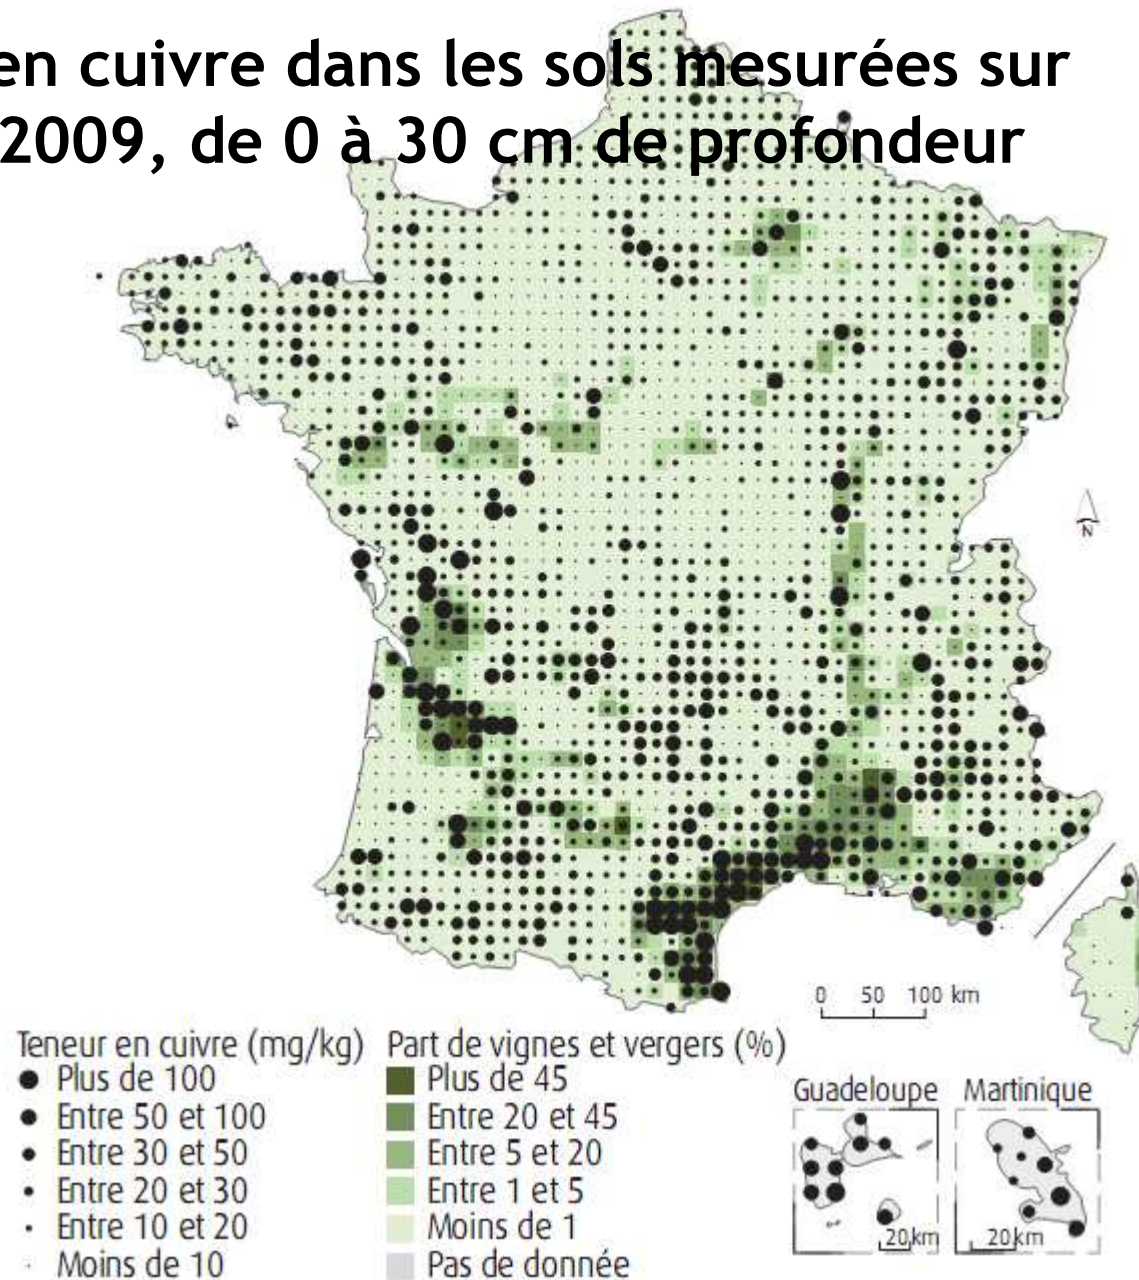 en cuivre dans les sols mesurées sur
2009, de 0 à 30 cm de profondeur
N
0 50 100 km
Teneur en cuivre (mg/kg)
Plus de 100
Entre 50 et 100
Entre 30 et 50
Entre 20 et 30
Entre 10 et 20
Moins de 10
Part de vignes et vergers (%)
Plus de 45
Entre 20 et 45
Entre 5 et 20
Entre 1 et 5
Moins de 1
Pas de donnée
Guadeloupe
20 km
Martinique
20 km